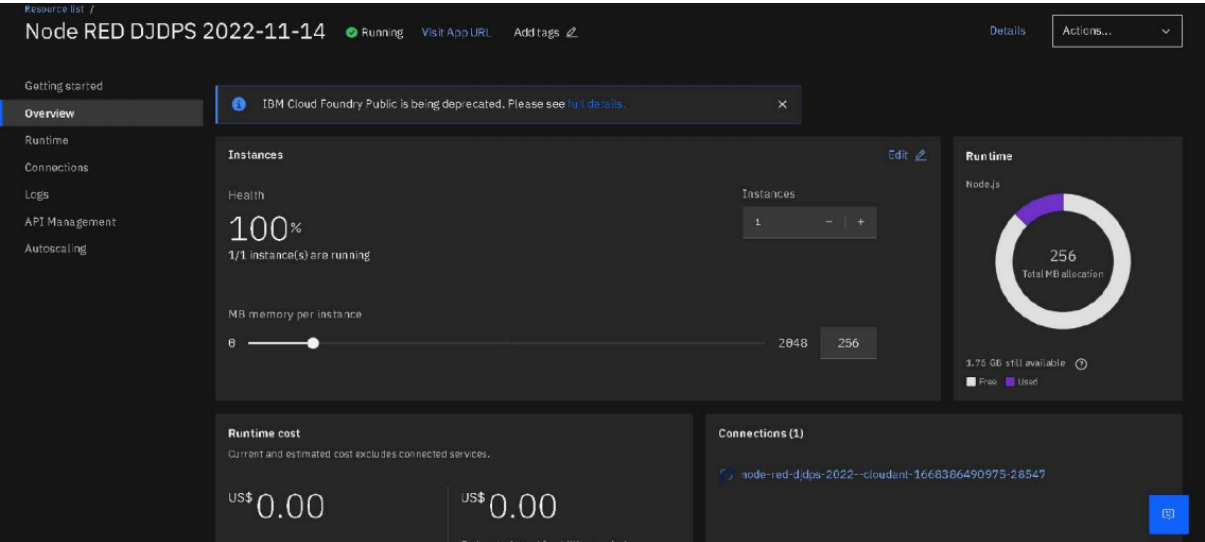 Resource list /
Node RED DJDPS 2022-11-14 Running Visit App URL Add tags Details Actions...
Getting started
Overview
Runtime
Connections
Logs
API Management
Autoscaling
IBM Cloud Foundry Public is being deprecated. Please see full details.
Instances Edit
Health
100%
1/1 instance(s) are running
Instances
1 - | +
MB memory per instance
0 2048 256
Runtime
Node.js
256
Total MB allocation
1.75 GB still available
Free Used
Runtime cost
Current and estimated cost excludes connected services.
US$ 0.00 US$ 0.00
Connections (1)
node-red-djdps-2022--cloudant-1668386490975-28547